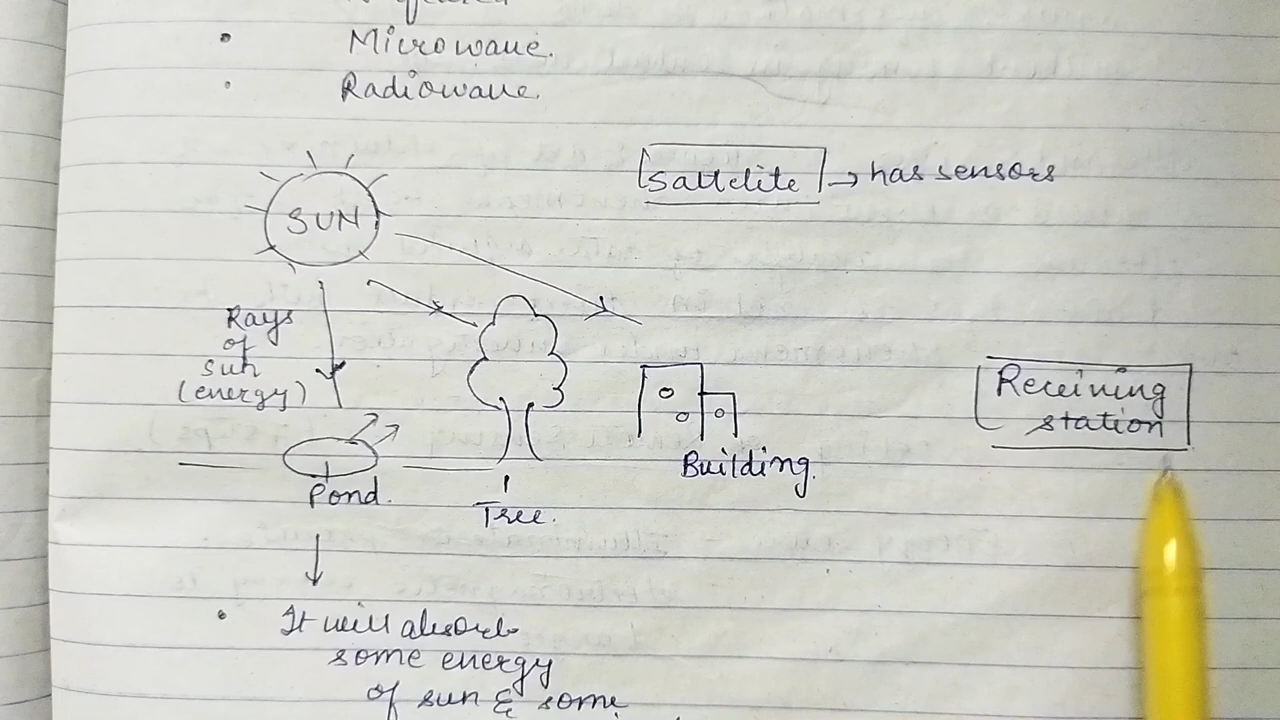 • Microwave.
• Radiowave.
SUN
Sattelite → has sensors
Rays
of
sun
(energy)
Receiving
station
Building.
Pond.
Tree.
• It will absorb
some energy
of sun & some